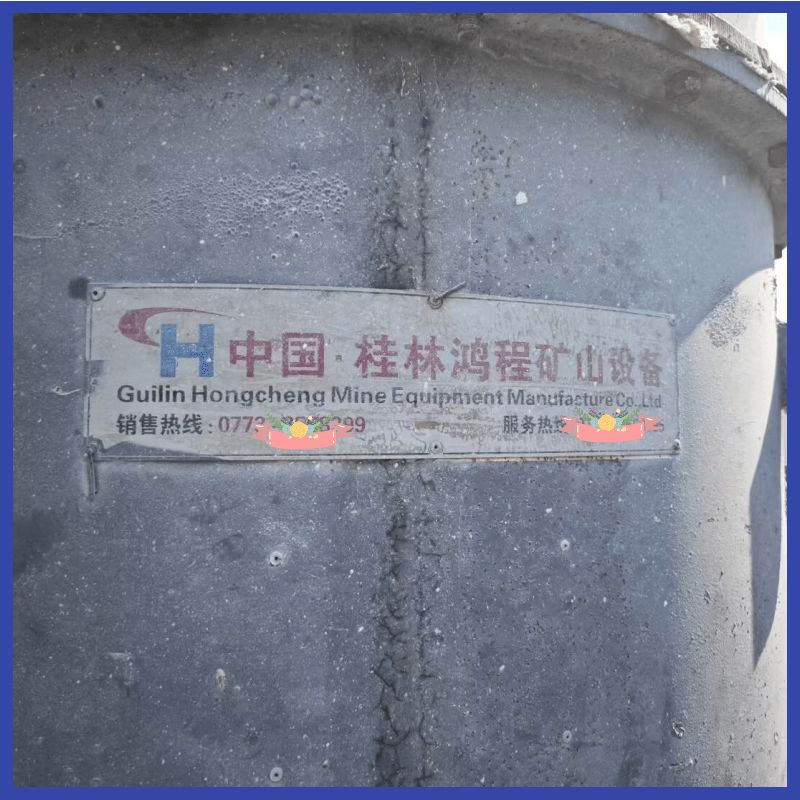 H 中国·桂林鸿程矿山设备
Guilin Hongcheng Mine Equipment Manufacture Co.,Ltd
销售热线:0773
服务热线